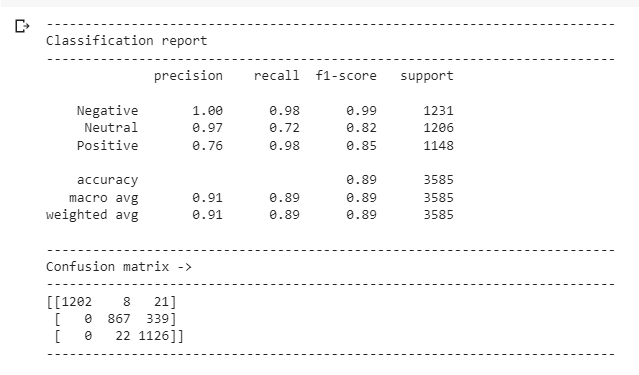 --------------------------------------------------------------------------------
Classification report
--------------------------------------------------------------------------------
              precision    recall  f1-score   support

    Negative       1.00      0.98      0.99      1231
     Neutral       0.97      0.72      0.82      1206
    Positive       0.76      0.98      0.85      1148

    accuracy                           0.89      3585
   macro avg       0.91      0.89      0.89      3585
weighted avg       0.91      0.89      0.89      3585

--------------------------------------------------------------------------------
Confusion matrix ->
--------------------------------------------------------------------------------
[[1202    8   21]
 [   0  867  339]
 [   0   22 1126]]
--------------------------------------------------------------------------------